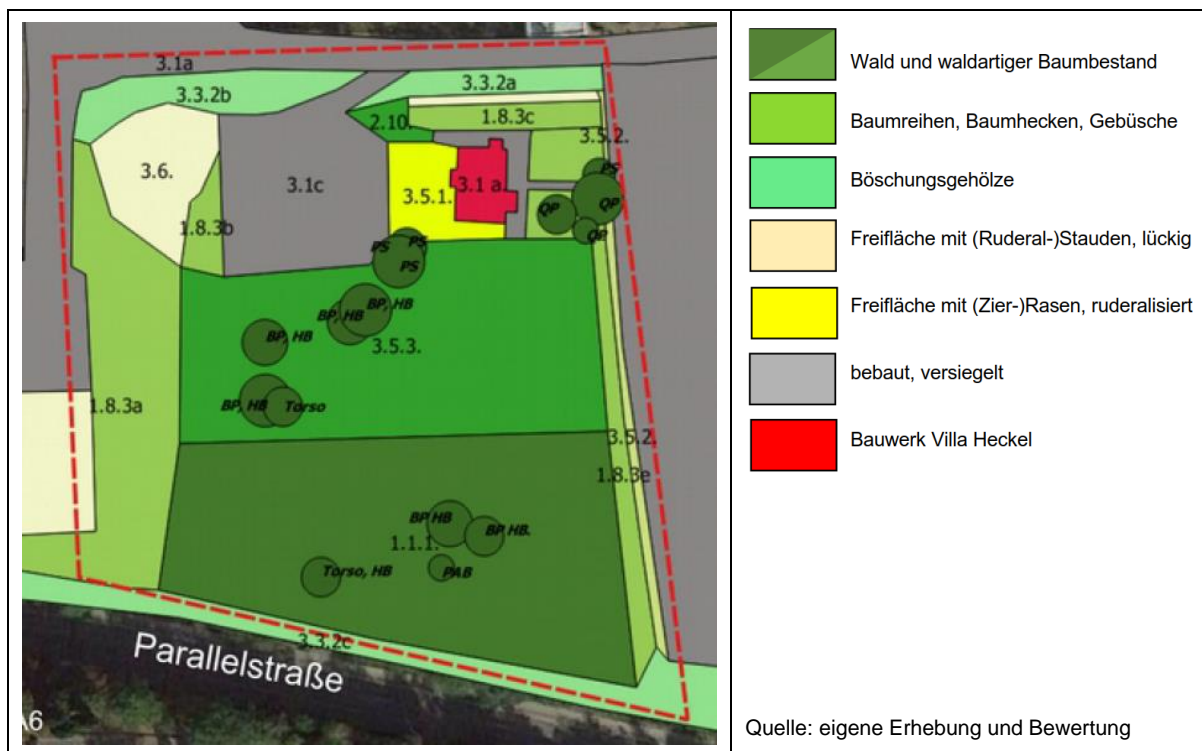 3.1a
3.3.2b
3.3.2a
1.8.3c
2.10.
3.5.2.
3.6.
3.1c
3.5.1.
3.1 a.
PS
QP
QP
QP
1.8.3b
PS
PS
BP, HB
BP, HB
BP, HB
3.5.3.
1.8.3a
BP, HB
Torso
3.5.2.
1.8.3e
BP HB
BP HB.
1.1.1.
Torso, HB
PAB
3.3.2c
Parallelstraße
A6
Wald und waldartiger Baumbestand
Baumreihen, Baumhecken, Gebüsche
Böschungsgehölze
Freifläche mit (Ruderal-)Stauden, lückig
Freifläche mit (Zier-)Rasen, ruderalisiert
bebaut, versiegelt
Bauwerk Villa Heckel
Quelle: eigene Erhebung und Bewertung